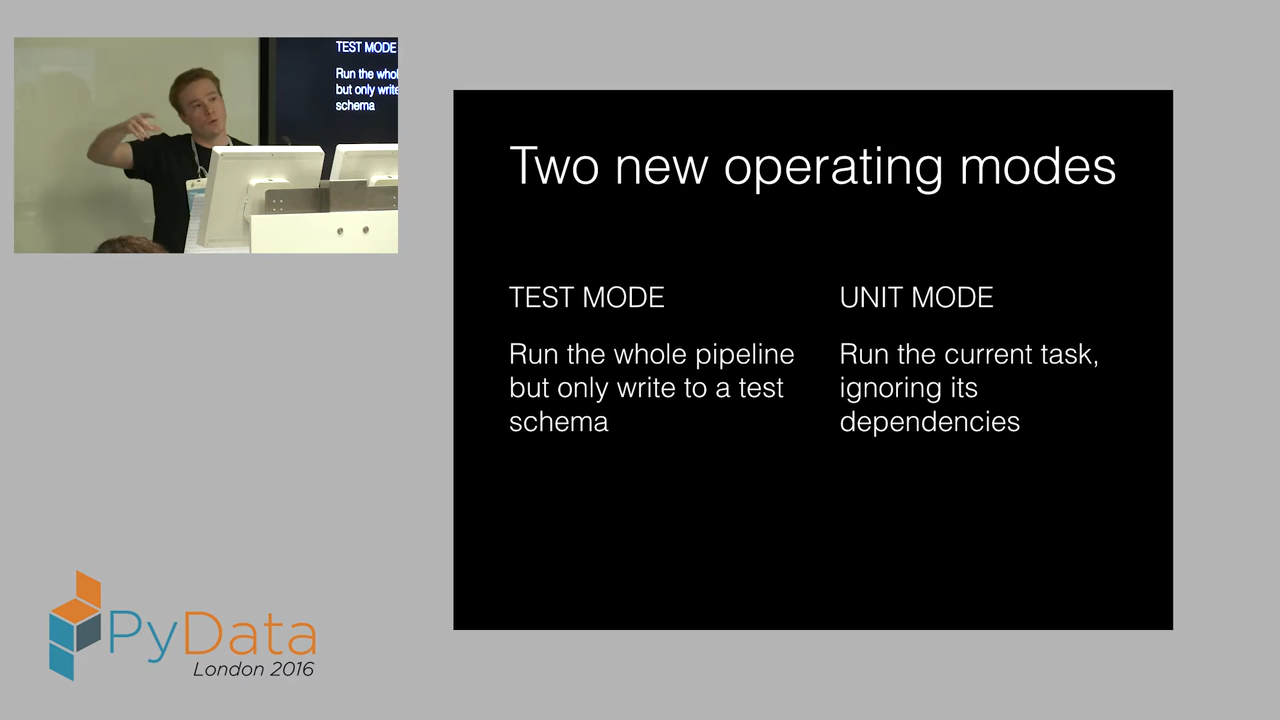 TEST MODE
Run the whol
but only write
schema
Two new operating modes
TEST MODE
Run the whole pipeline
but only write to a test
schema
UNIT MODE
Run the current task,
ignoring its
dependencies
PyData
London 2016